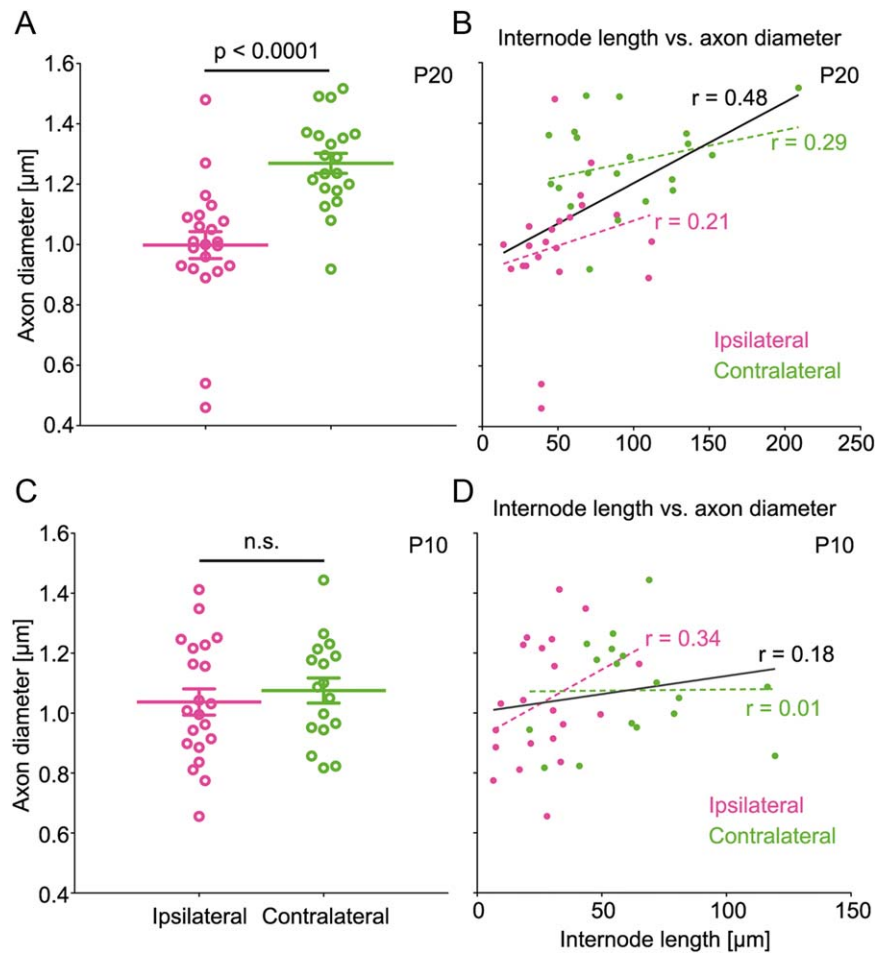 A
p < 0.0001
P20
Axon diameter [µm]
1.6
1.4
1.2
1.0
0.8
0.6
0.4
B
Internode length vs. axon diameter
P20
r = 0.48
r = 0.29
r = 0.21
Ipsilateral
Contralateral
0
50
100
150
200
250
C
n.s.
P10
Axon diameter [µm]
1.6
1.4
1.2
1.0
0.8
0.6
0.4
Ipsilateral
Contralateral
D
Internode length vs. axon diameter
P10
r = 0.34
r = 0.18
r = 0.01
Ipsilateral
Contralateral
0
50
100
150
Internode length [µm]